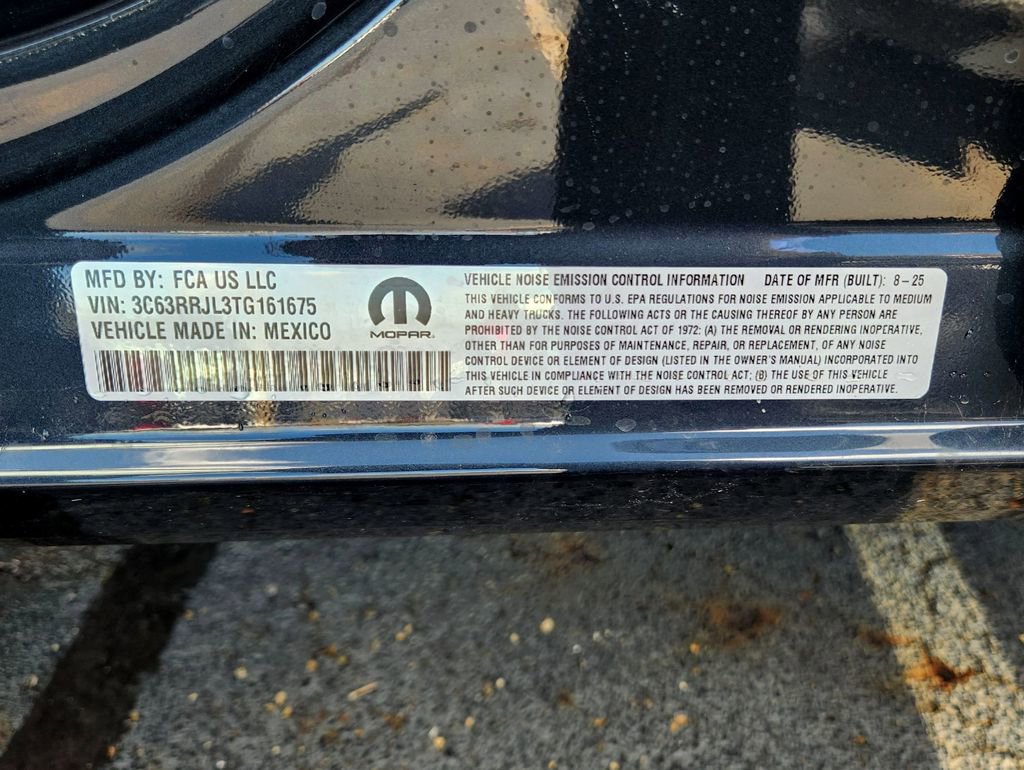 MFD BY: FCA US LLC
VIN: 3C63RRJL3TG161675
VEHICLE MADE IN: MEXICO
MOPAR
VEHICLE NOISE EMISSION CONTROL INFORMATION DATE OF MFR (BUILT): 8-25
THIS VEHICLE CONFORMS TO U.S. EPA REGULATIONS FOR NOISE EMISSION APPLICABLE TO MEDIUM
AND HEAVY TRUCKS. THE FOLLOWING ACTS OR THE CAUSING THEREOF BY ANY PERSON ARE
PROHIBITED BY THE NOISE CONTROL ACT OF 1972: (A) THE REMOVAL OR RENDERING INOPERATIVE,
OTHER THAN FOR PURPOSES OF MAINTENANCE, REPAIR, OR REPLACEMENT, OF ANY NOISE
CONTROL DEVICE OR ELEMENT OF DESIGN (LISTED IN THE OWNER'S MANUAL) INCORPORATED INTO
THIS VEHICLE IN COMPLIANCE WITH THE NOISE CONTROL ACT; (B) THE USE OF THIS VEHICLE
AFTER SUCH DEVICE OR ELEMENT OF DESIGN HAS BEEN REMOVED OR RENDERED INOPERATIVE.